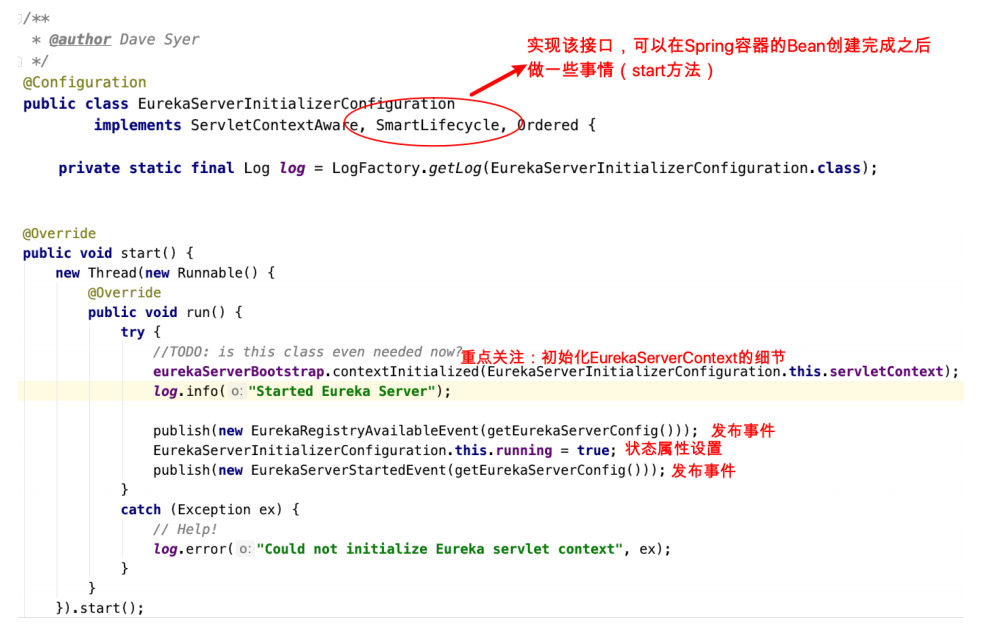 /**
* @author Dave Syer
实现该接口，可以在Spring容器的Bean创建完成之后
*/
做一些事情（start方法）
@Configuration
public class EurekaServerInitializerConfiguration
implements ServletContextAware, SmartLifecycle, Ordered {
private static final Log log = LogFactory.getLog(EurekaServerInitializerConfiguration.class);
@Override
public void start() {
new Thread(new Runnable() {
@Override
public void run() {
try {
//TODO: is this class even needed now?
重点关注：初始化EurekaServerContext的细节
eurekaServerBootstrap.contextInitialized(EurekaServerInitializerConfiguration.this.servletContext);
log.info( o: "Started Eureka Server");
publish(new EurekaRegistryAvailableEvent(getEurekaServerConfig())); 发布事件
EurekaServerInitializerConfiguration.this.running = true; 状态属性设置
publish(new EurekaServerStartedEvent(getEurekaServerConfig())); 发布事件
}
catch (Exception ex) {
// Help!
log.error( o: "Could not initialize Eureka servlet context", ex);
}
}
}).start();